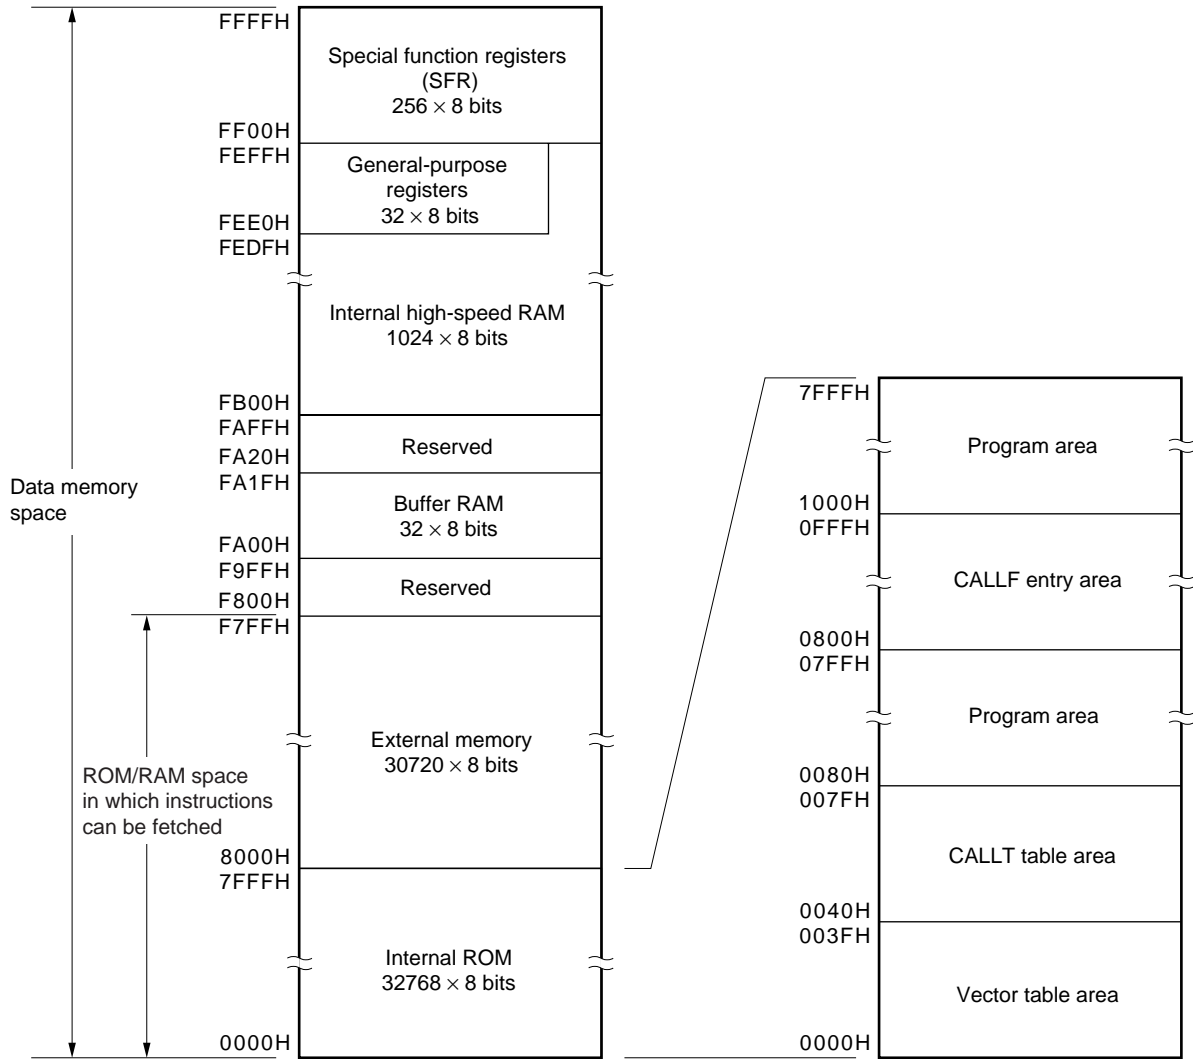 FFFFH
Special function registers
(SFR)
256 × 8 bits
FF00H
FEFFH
General-purpose
registers
32 × 8 bits
FEE0H
FEDFH
Internal high-speed RAM
1024 × 8 bits
FB00H
FAFFH
Reserved
FA20H
FA1FH
Data memory
space
Buffer RAM
32 × 8 bits
FA00H
F9FFH
Reserved
F800H
F7FFH
External memory
30720 × 8 bits
ROM/RAM space
in which instructions
can be fetched
8000H
7FFFH
Internal ROM
32768 × 8 bits
0000H
7FFFH
Program area
1000H
0FFFH
CALLF entry area
0800H
07FFH
Program area
0080H
007FH
CALLT table area
0040H
003FH
Vector table area
0000H